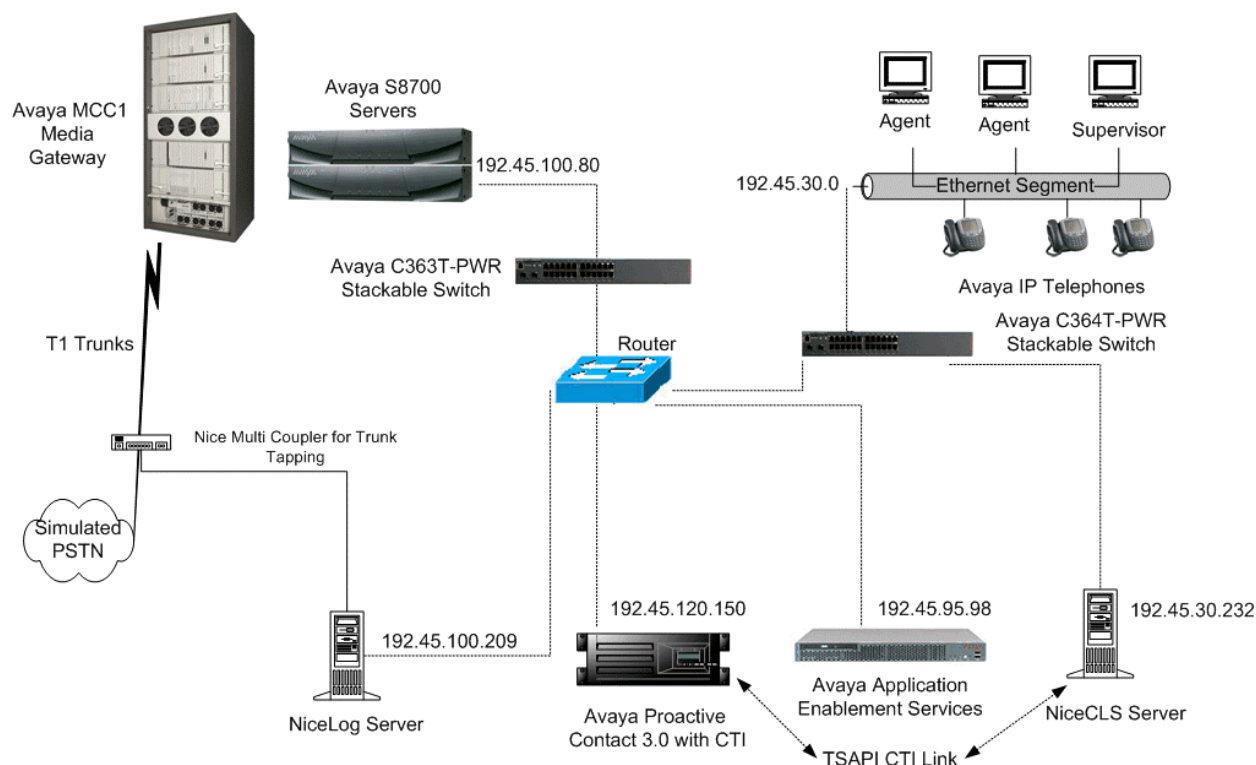 Avaya MCC1
Media
Gateway
Avaya S8700
Servers
192.45.100.80
Agent
Agent
Supervisor
192.45.30.0
Ethernet Segment
Avaya IP Telephones
Avaya C363T-PWR
Stackable Switch
Avaya C364T-PWR
Stackable Switch
Router
T1 Trunks
Nice Multi Coupler for Trunk
Tapping
Simulated
PSTN
192.45.100.209
NiceLog Server
192.45.120.150
Avaya Proactive
Contact 3.0 with CTI
192.45.95.98
Avaya Application
Enablement Services
192.45.30.232
NiceCLS Server
TSAPI CTI Link